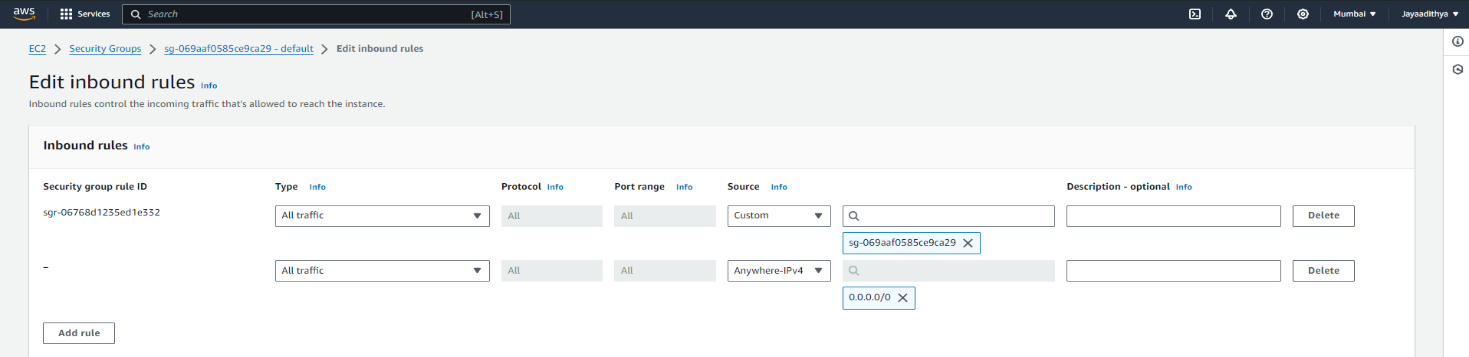 aws Services Search [Alt+S] Mumbai Jayaadithya
EC2 Security Groups sg-069aaf0585ce9ca29 - default Edit inbound rules
Edit inbound rules Info
Inbound rules control the incoming traffic that's allowed to reach the instance.
Inbound rules Info
Security group rule ID Type Info Protocol Info Port range Info Source Info Description - optional Info
sgr-06768d1235ed1e332 All traffic All All Custom Delete
sg-069aaf0585ce9ca29
– All traffic All All Anywhere-IPv4 Delete
0.0.0.0/0
Add rule